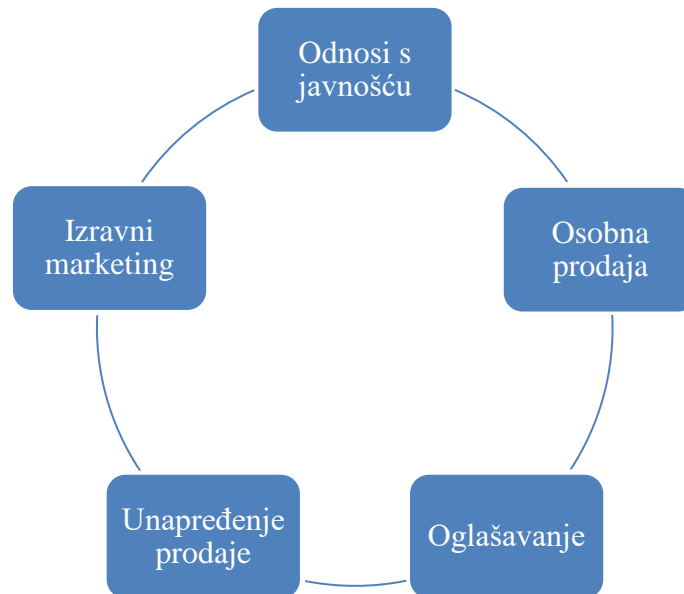 Odnosi s
javnošću
Osobna
prodaja
Oglašavanje
Unapređenje
prodaje
Izravni
marketing